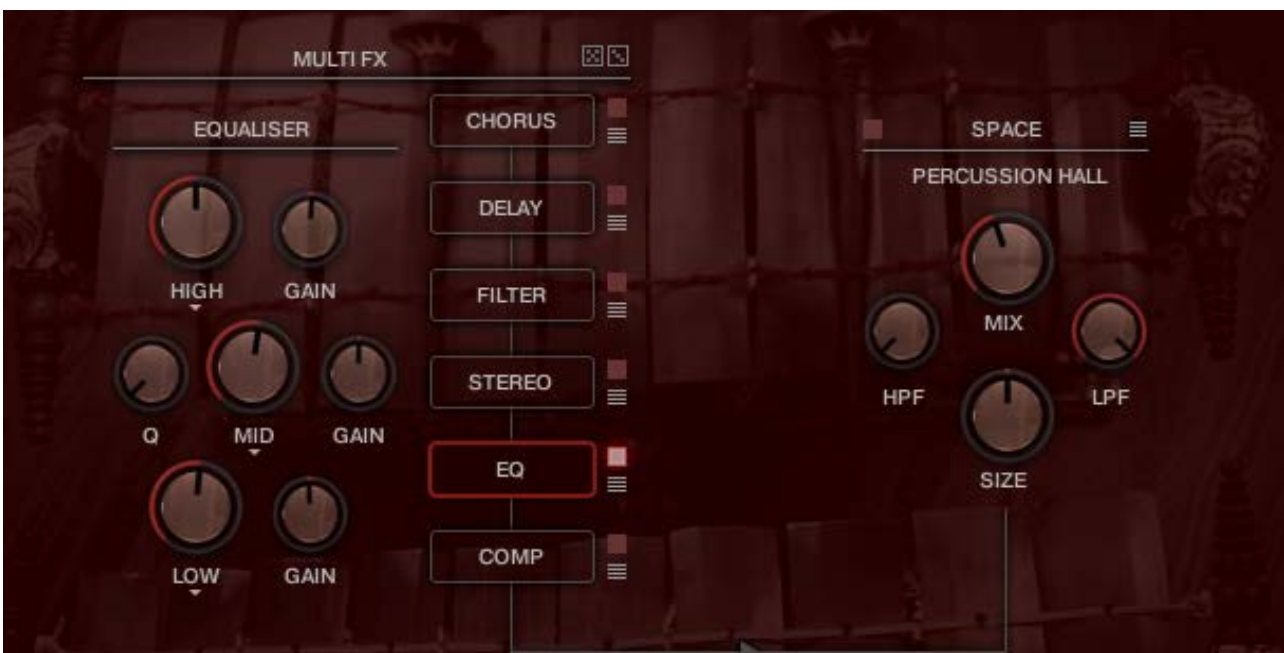 MULTI FX
EQUALISER
HIGH
GAIN
Q
MID
GAIN
LOW
GAIN
CHORUS
DELAY
FILTER
STEREO
EQ
COMP
SPACE
PERCUSSION HALL
MIX
HPF
LPF
SIZE